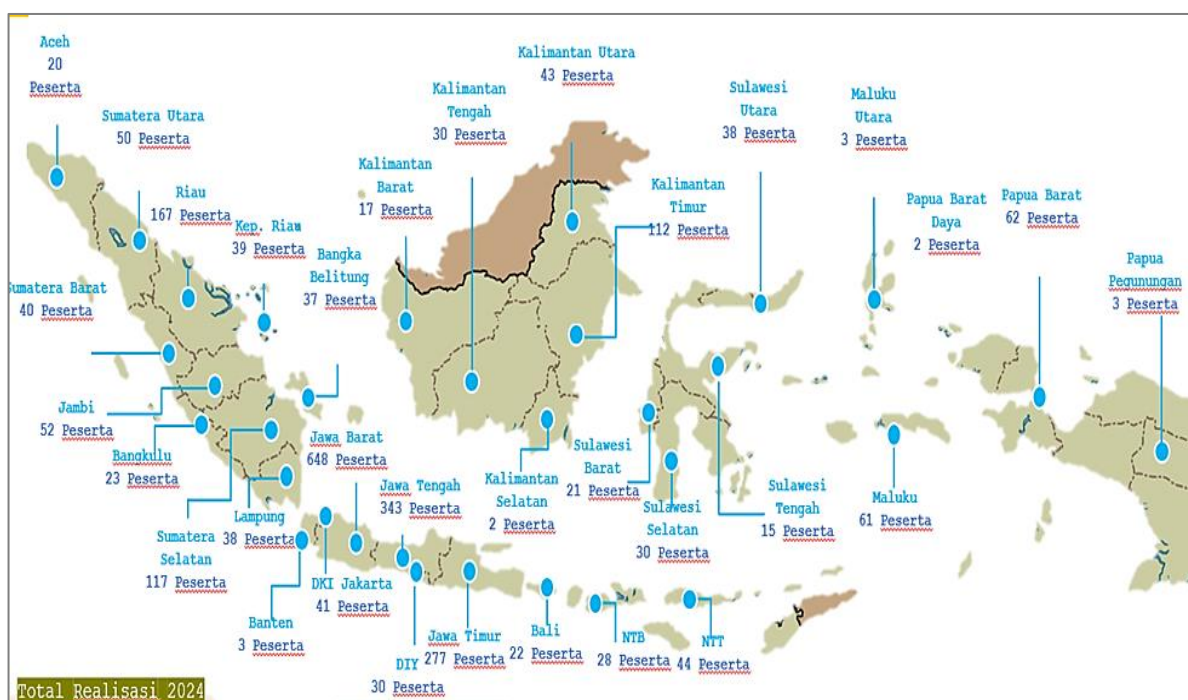 Aceh
20
Peserta
Sumatera Utara
50 Peserta
Riau
167 Peserta
Kep. Riau
39 Peserta
Sumatera Barat
40 Peserta
Bangka
Belitung
37 Peserta
Jambi
52 Peserta
Bangkulu
23 Peserta
Sumatera
Selatan
117 Peserta
Lampung
38 Peserta
Kalimantan
Barat
17 Peserta
Kalimantan
Tengah
30 Peserta
Kalimantan Utara
43 Peserta
Kalimantan
Timur
112 Peserta
Kalimantan
Selatan
2 Peserta
Sulawesi
Utara
38 Peserta
Sulawesi
Barat
21 Peserta
Sulawesi
Selatan
30 Peserta
Sulawesi
Tengah
15 Peserta
Maluku
Utara
3 Peserta
Maluku
61 Peserta
Papua Barat
Daya
2 Peserta
Papua Barat
62 Peserta
Papua
Pegunungan
3 Peserta
Banten
3 Peserta
DKI Jakarta
41 Peserta
Jawa Barat
648 Peserta
Jawa Tengah
343 Peserta
DIY
30 Peserta
Jawa Timur
277 Peserta
Bali
22 Peserta
NTB
28 Peserta
NTT
44 Peserta
Total Realisasi 2024